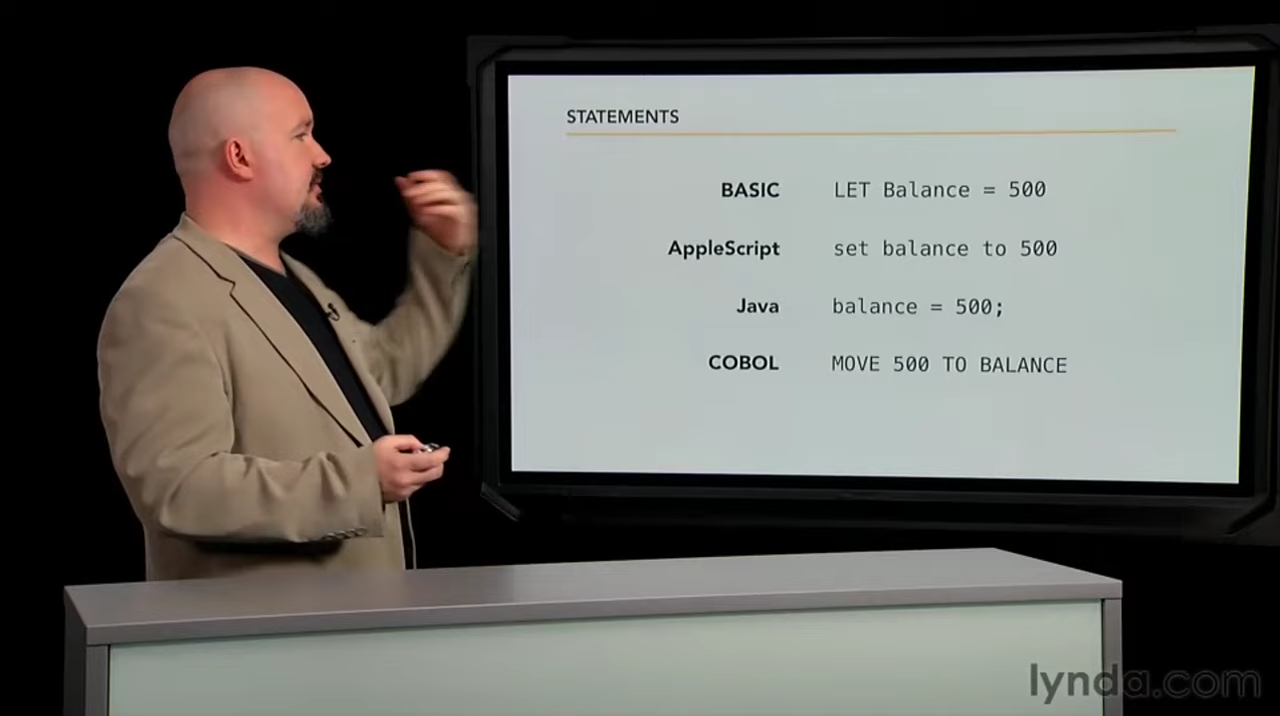 STATEMENTS
BASIC LET Balance = 500
AppleScript set balance to 500
Java balance = 500;
COBOL MOVE 500 TO BALANCE
lynda.com